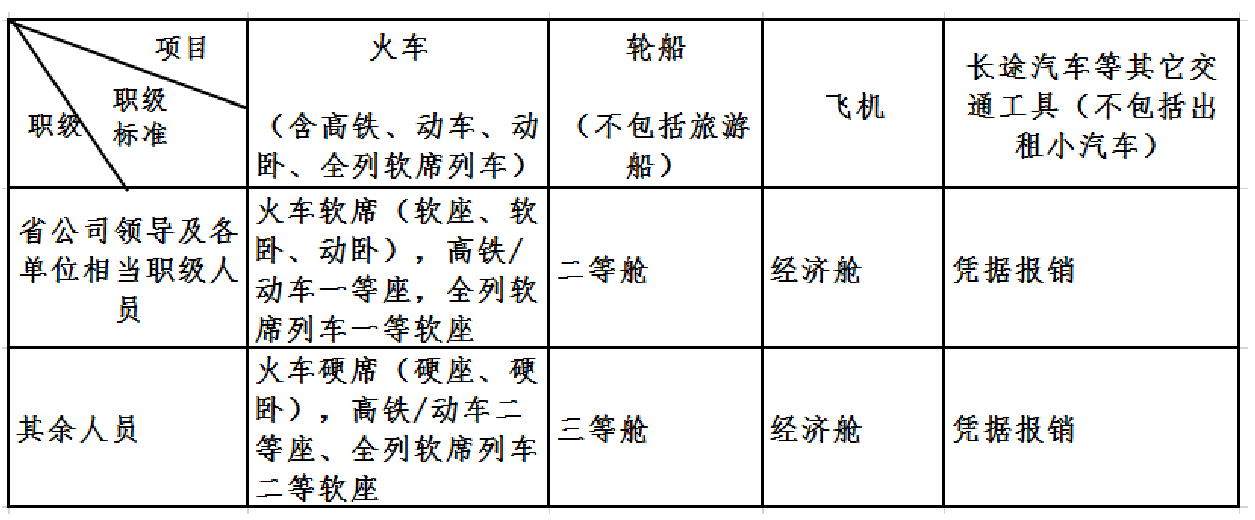 项目
职级
标准
职级
火车
（含高铁、动车、动
卧、全列软席列车）
轮船
（不包括旅游
船）
飞机
长途汽车等其它交
通工具（不包括出
租小汽车）
省公司领导及各
单位相当职级人
员
火车软席（软座、软
卧、动卧），高铁/
动车一等座，全列软
席列车一等软座
二等舱
经济舱
凭据报销
其余人员
火车硬席（硬座、硬
卧），高铁/动车二
等座、全列软席列车
二等软座
三等舱
经济舱
凭据报销